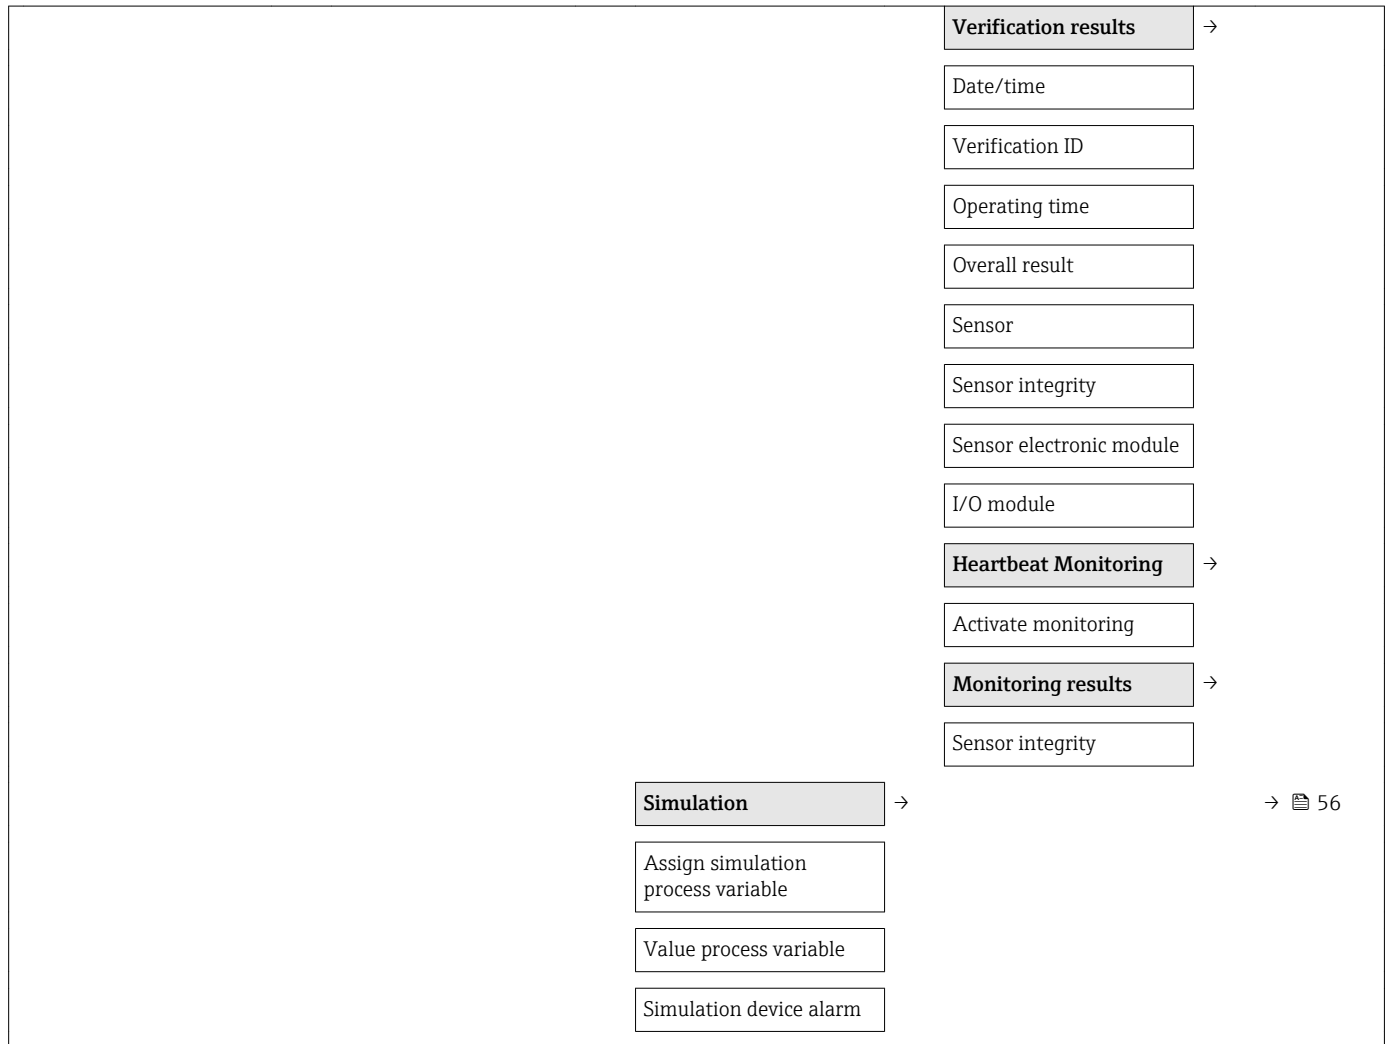 Verification results →
Date/time
Verification ID
Operating time
Overall result
Sensor
Sensor integrity
Sensor electronic module
I/O module
Heartbeat Monitoring →
Activate monitoring
Monitoring results →
Sensor integrity
Simulation → → 56
Assign simulation
process variable
Value process variable
Simulation device alarm